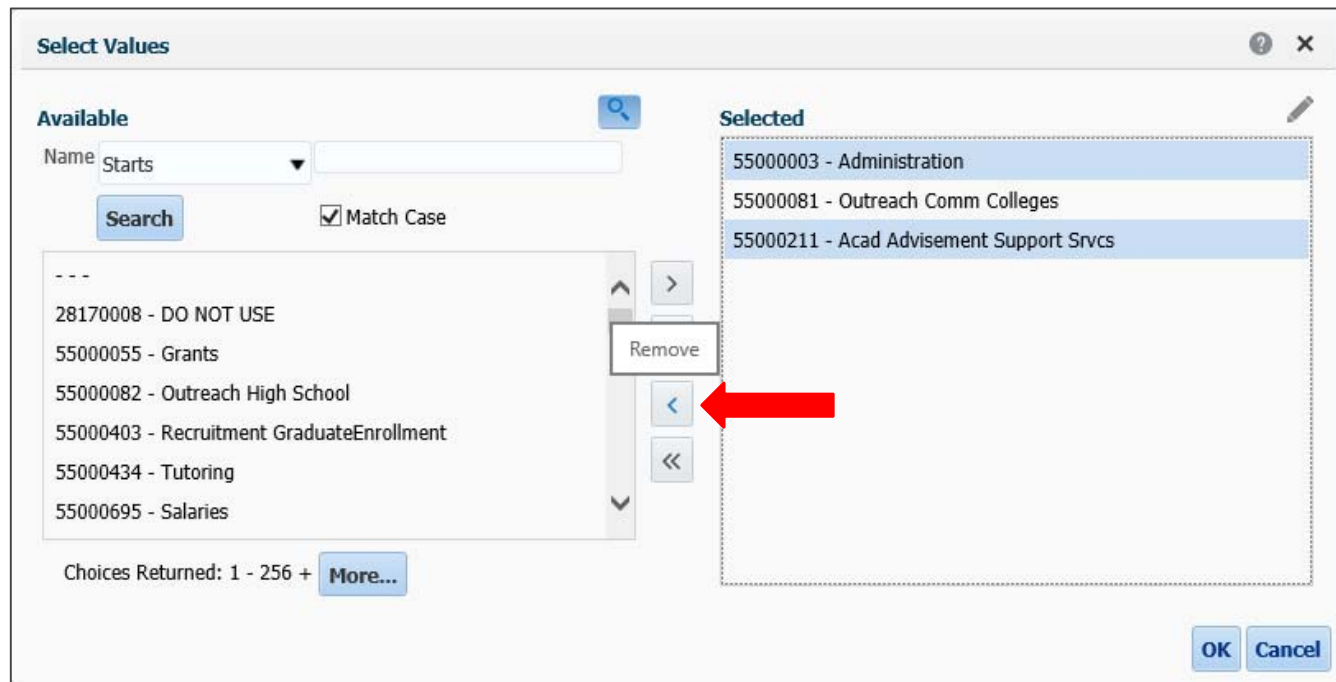 Select Values
Available
Name Starts
Search Match Case
- - -
28170008 - DO NOT USE
55000055 - Grants
55000082 - Outreach High School
55000403 - Recruitment GraduateEnrollment
55000434 - Tutoring
55000695 - Salaries
Choices Returned: 1 - 256 + More...
Remove
Selected
55000003 - Administration
55000081 - Outreach Comm Colleges
55000211 - Acad Advisement Support Srvcs
OK Cancel